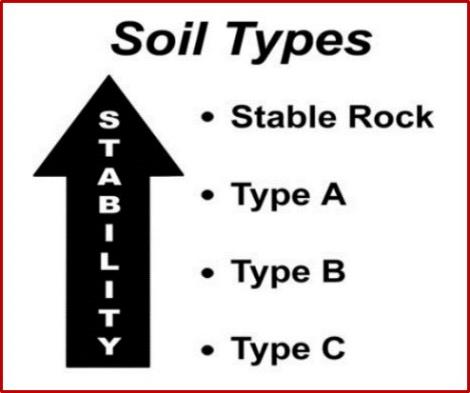 Soil Types
STABILITY
• Stable Rock
• Type A
• Type B
• Type C